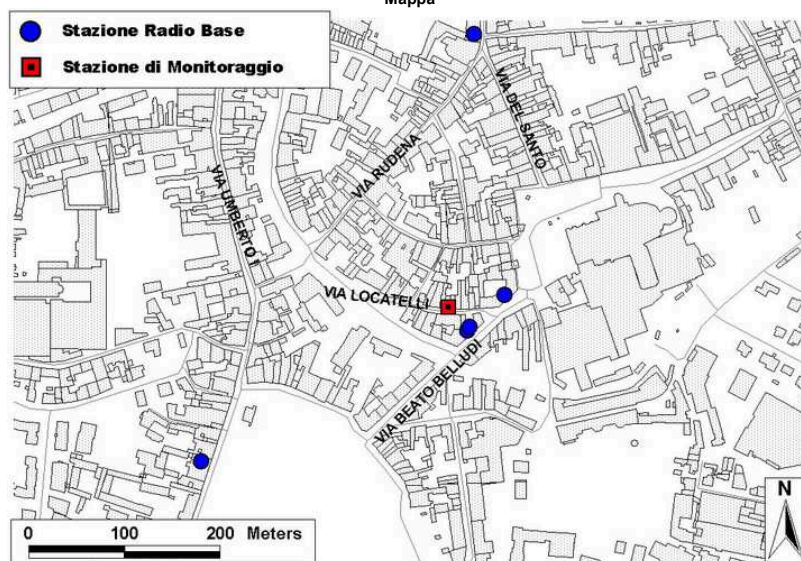 Mappa
Stazione Radio Base
Stazione di Monitoraggio
VIA DEL SANTO
VIA RUDENA
VIA UMBERTO I
VIA LOCATELLI
VIA BEATO BELLUDI
0 100 200 Meters
N